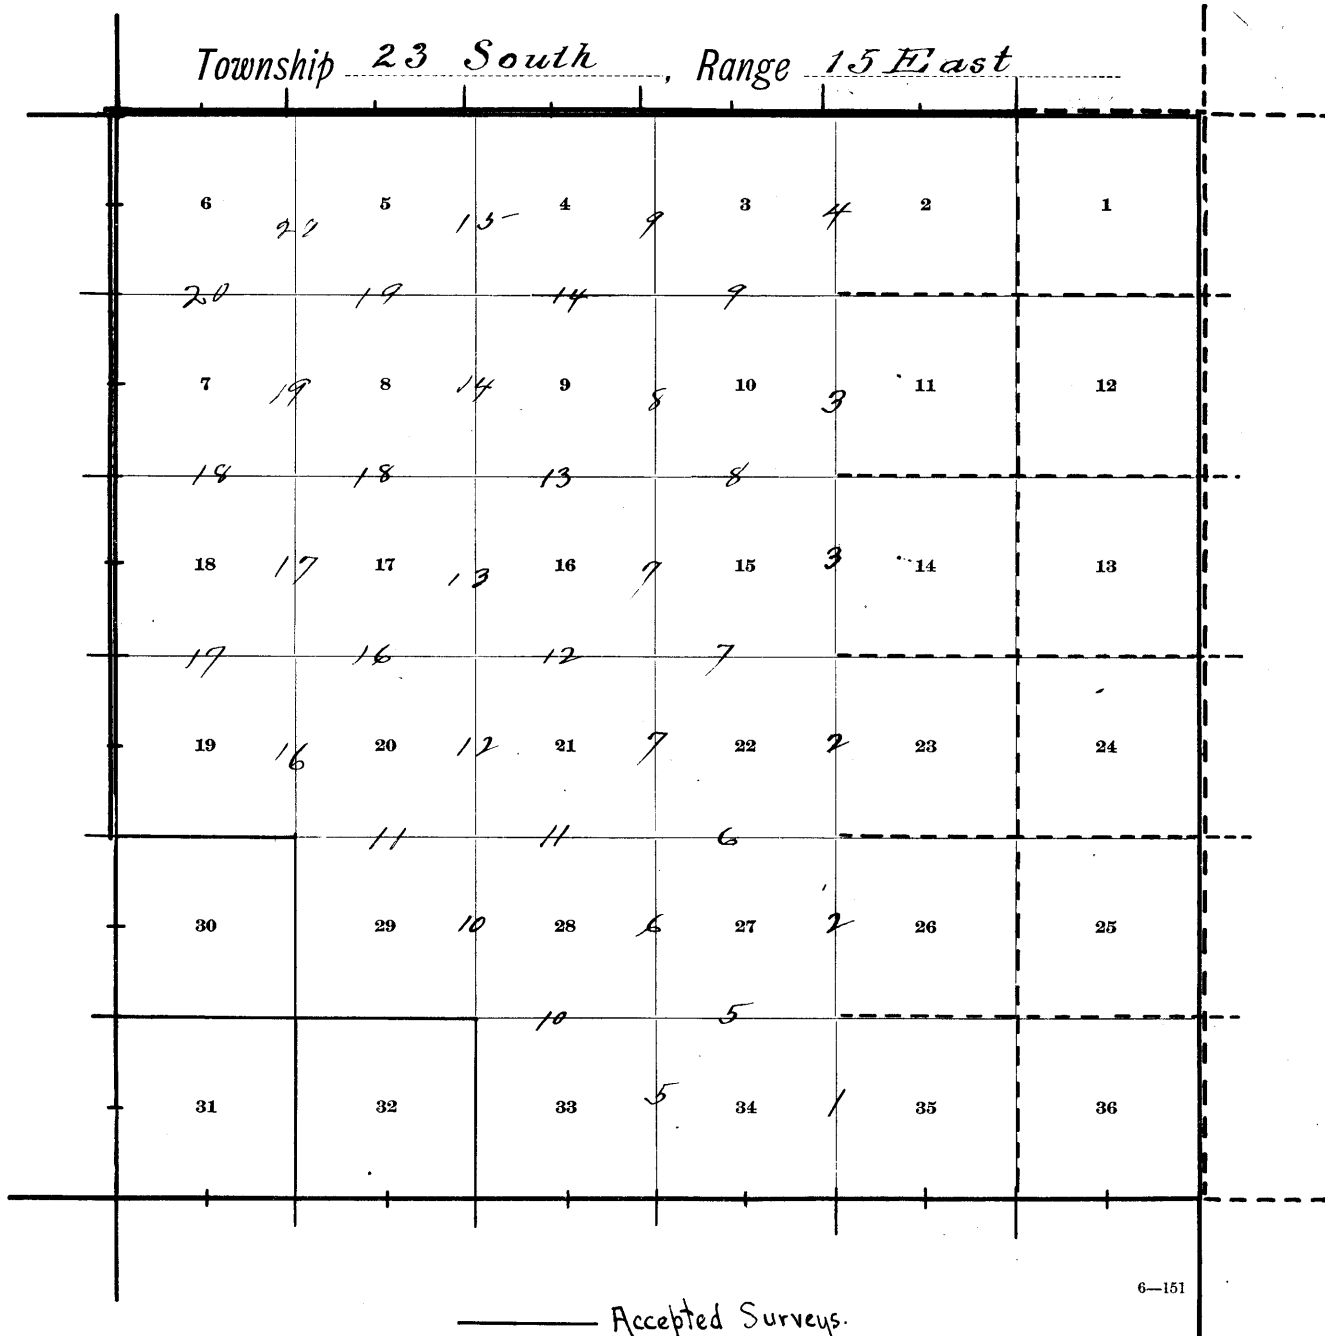 Township 23 South, Range 15 East
6 5 4 3 2 1
20 15 9 4
20 19 14 9
7 19 8 14 9 8 10 3 11 12
18 18 13 8
18 17 17 13 16 7 15 3 14 13
17 16 12 7
19 16 20 12 21 7 22 2 23 24
11 11 6
30 29 10 28 6 27 2 26 25
10 5
31 32 33 5 34 1 35 36
6—151
Accepted Surveys.